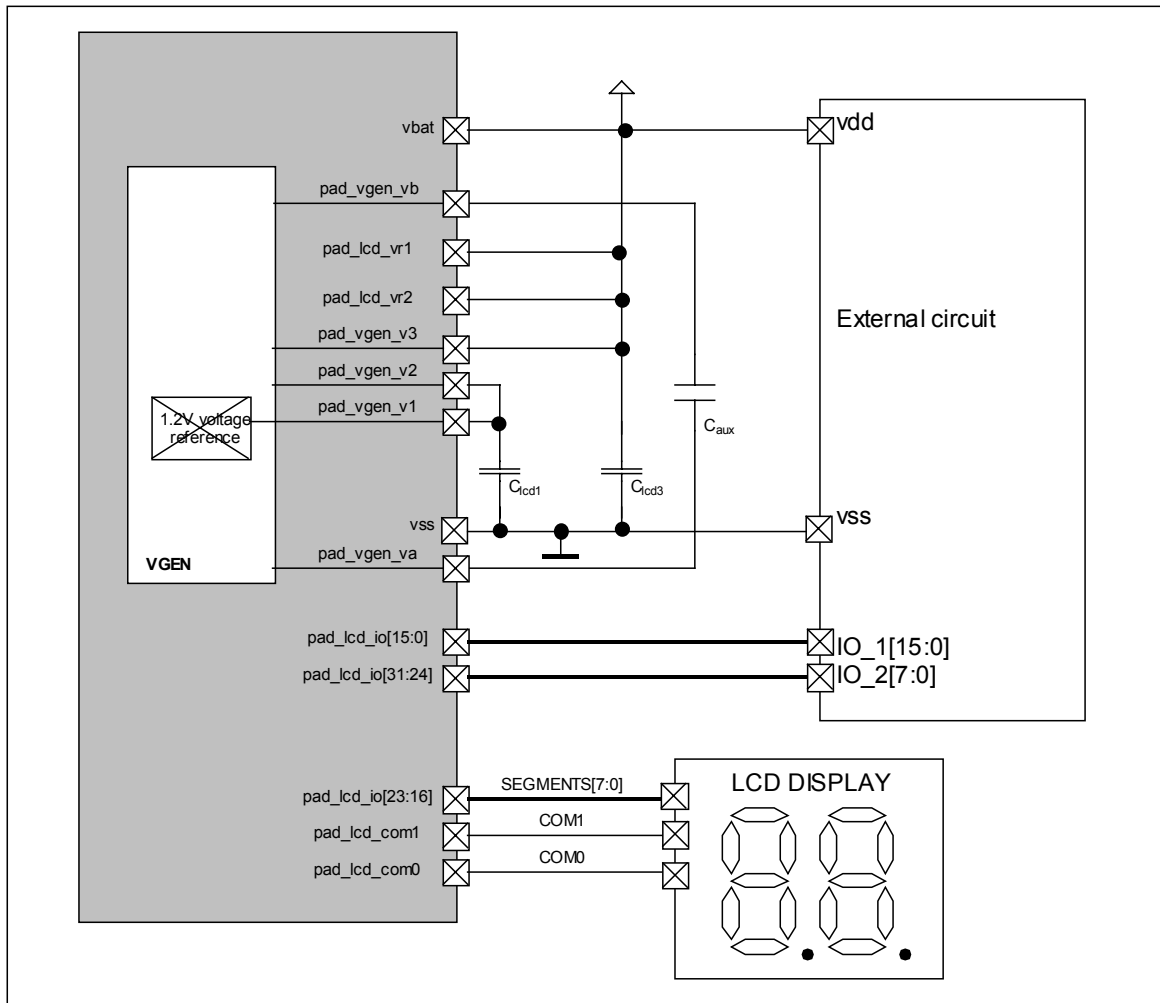 vbat
vdd
pad_vgen_vb
pad_lcd_vr1
pad_lcd_vr2
External circuit
pad_vgen_v3
pad_vgen_v2
pad_vgen_v1
1.2V voltage
reference
Caux
Clcd1
Clcd3
vss
vss
pad_vgen_va
VGEN
pad_lcd_io[15:0]
IO_1[15:0]
pad_lcd_io[31:24]
IO_2[7:0]
LCD DISPLAY
pad_lcd_io[23:16]
SEGMENTS[7:0]
pad_lcd_com1
COM1
pad_lcd_com0
COM0